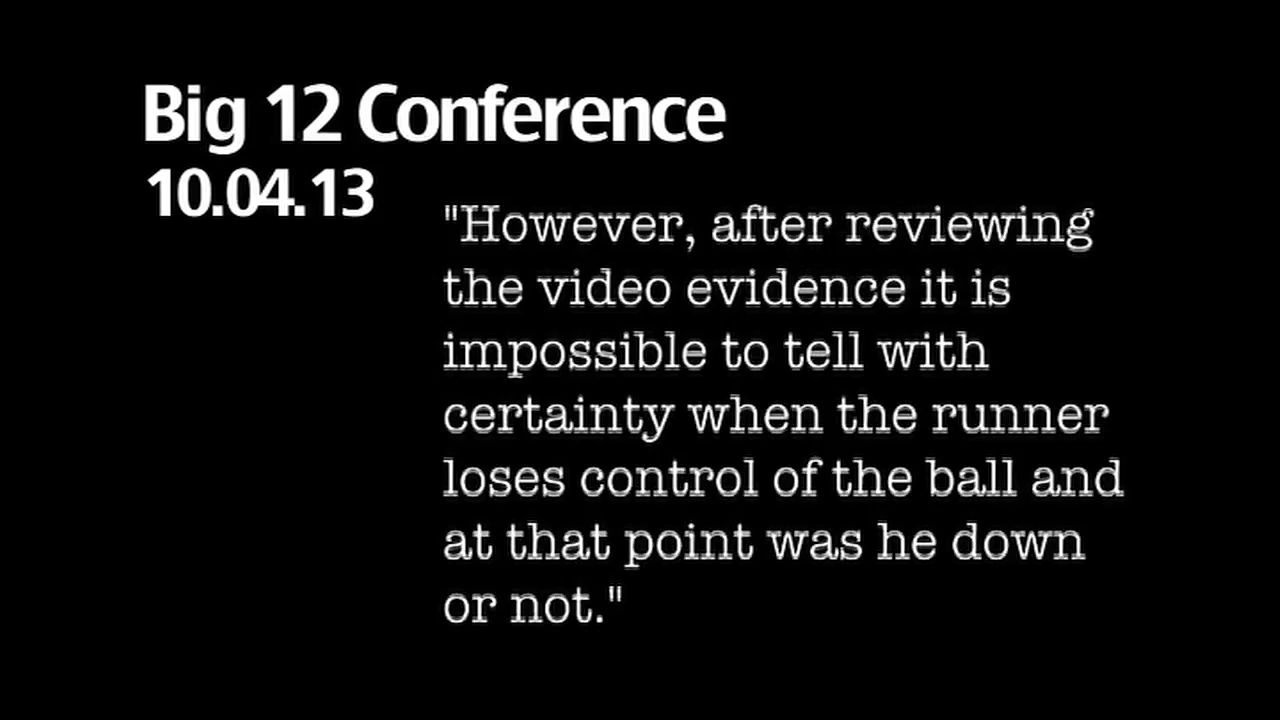 Big 12 Conference
10.04.13
"However, after reviewing
the video evidence it is
impossible to tell with
certainty when the runner
loses control of the ball and
at that point was he down
or not."